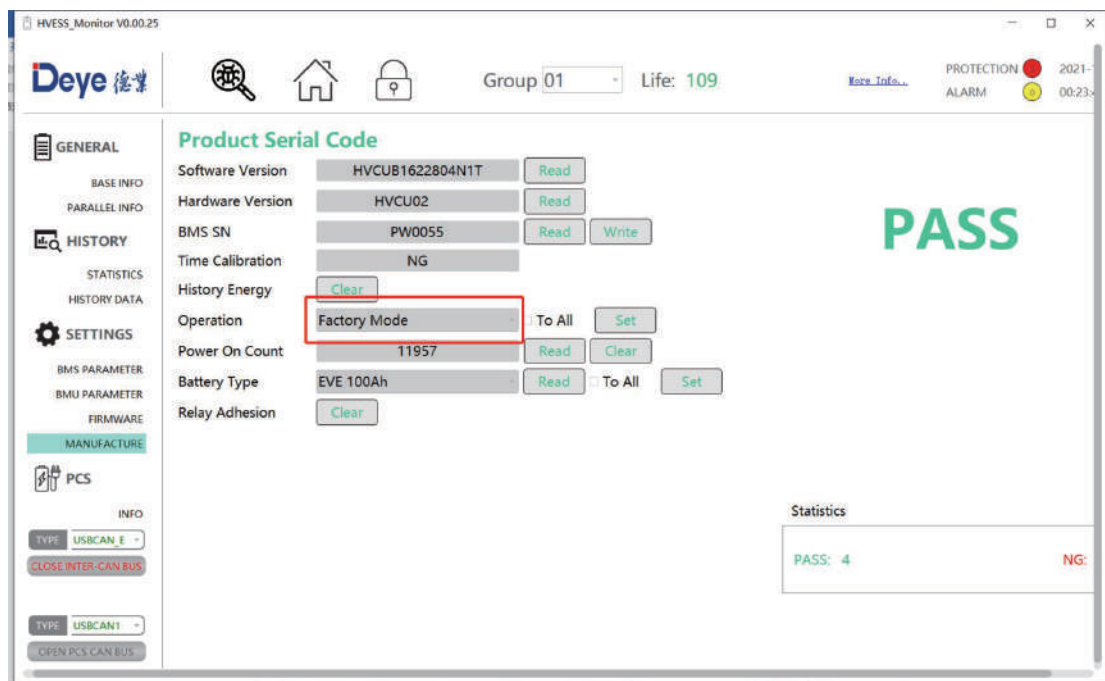 HVESS_Monitor V0.00.25
Deye 德业
Group 01 Life: 109
More Info...
PROTECTION
2021-
ALARM 0
00:23:
GENERAL
BASE INFO
PARALLEL INFO
HISTORY
STATISTICS
HISTORY DATA
SETTINGS
BMS PARAMETER
BMU PARAMETER
FIRMWARE
MANUFACTURE
PCS
INFO
TYPE USBCAN_E
CLOSE INTER-CAN BUS
TYPE USBCAN1
OPEN PCS CAN BUS
Product Serial Code
Software Version HVCUB1622804N1T Read
Hardware Version HVCU02 Read
BMS SN PW0055 Read Write
Time Calibration NG
History Energy Clear
Operation Factory Mode To All Set
Power On Count 11957 Read Clear
Battery Type EVE 100Ah Read To All Set
Relay Adhesion Clear
PASS
Statistics
PASS: 4 NG: